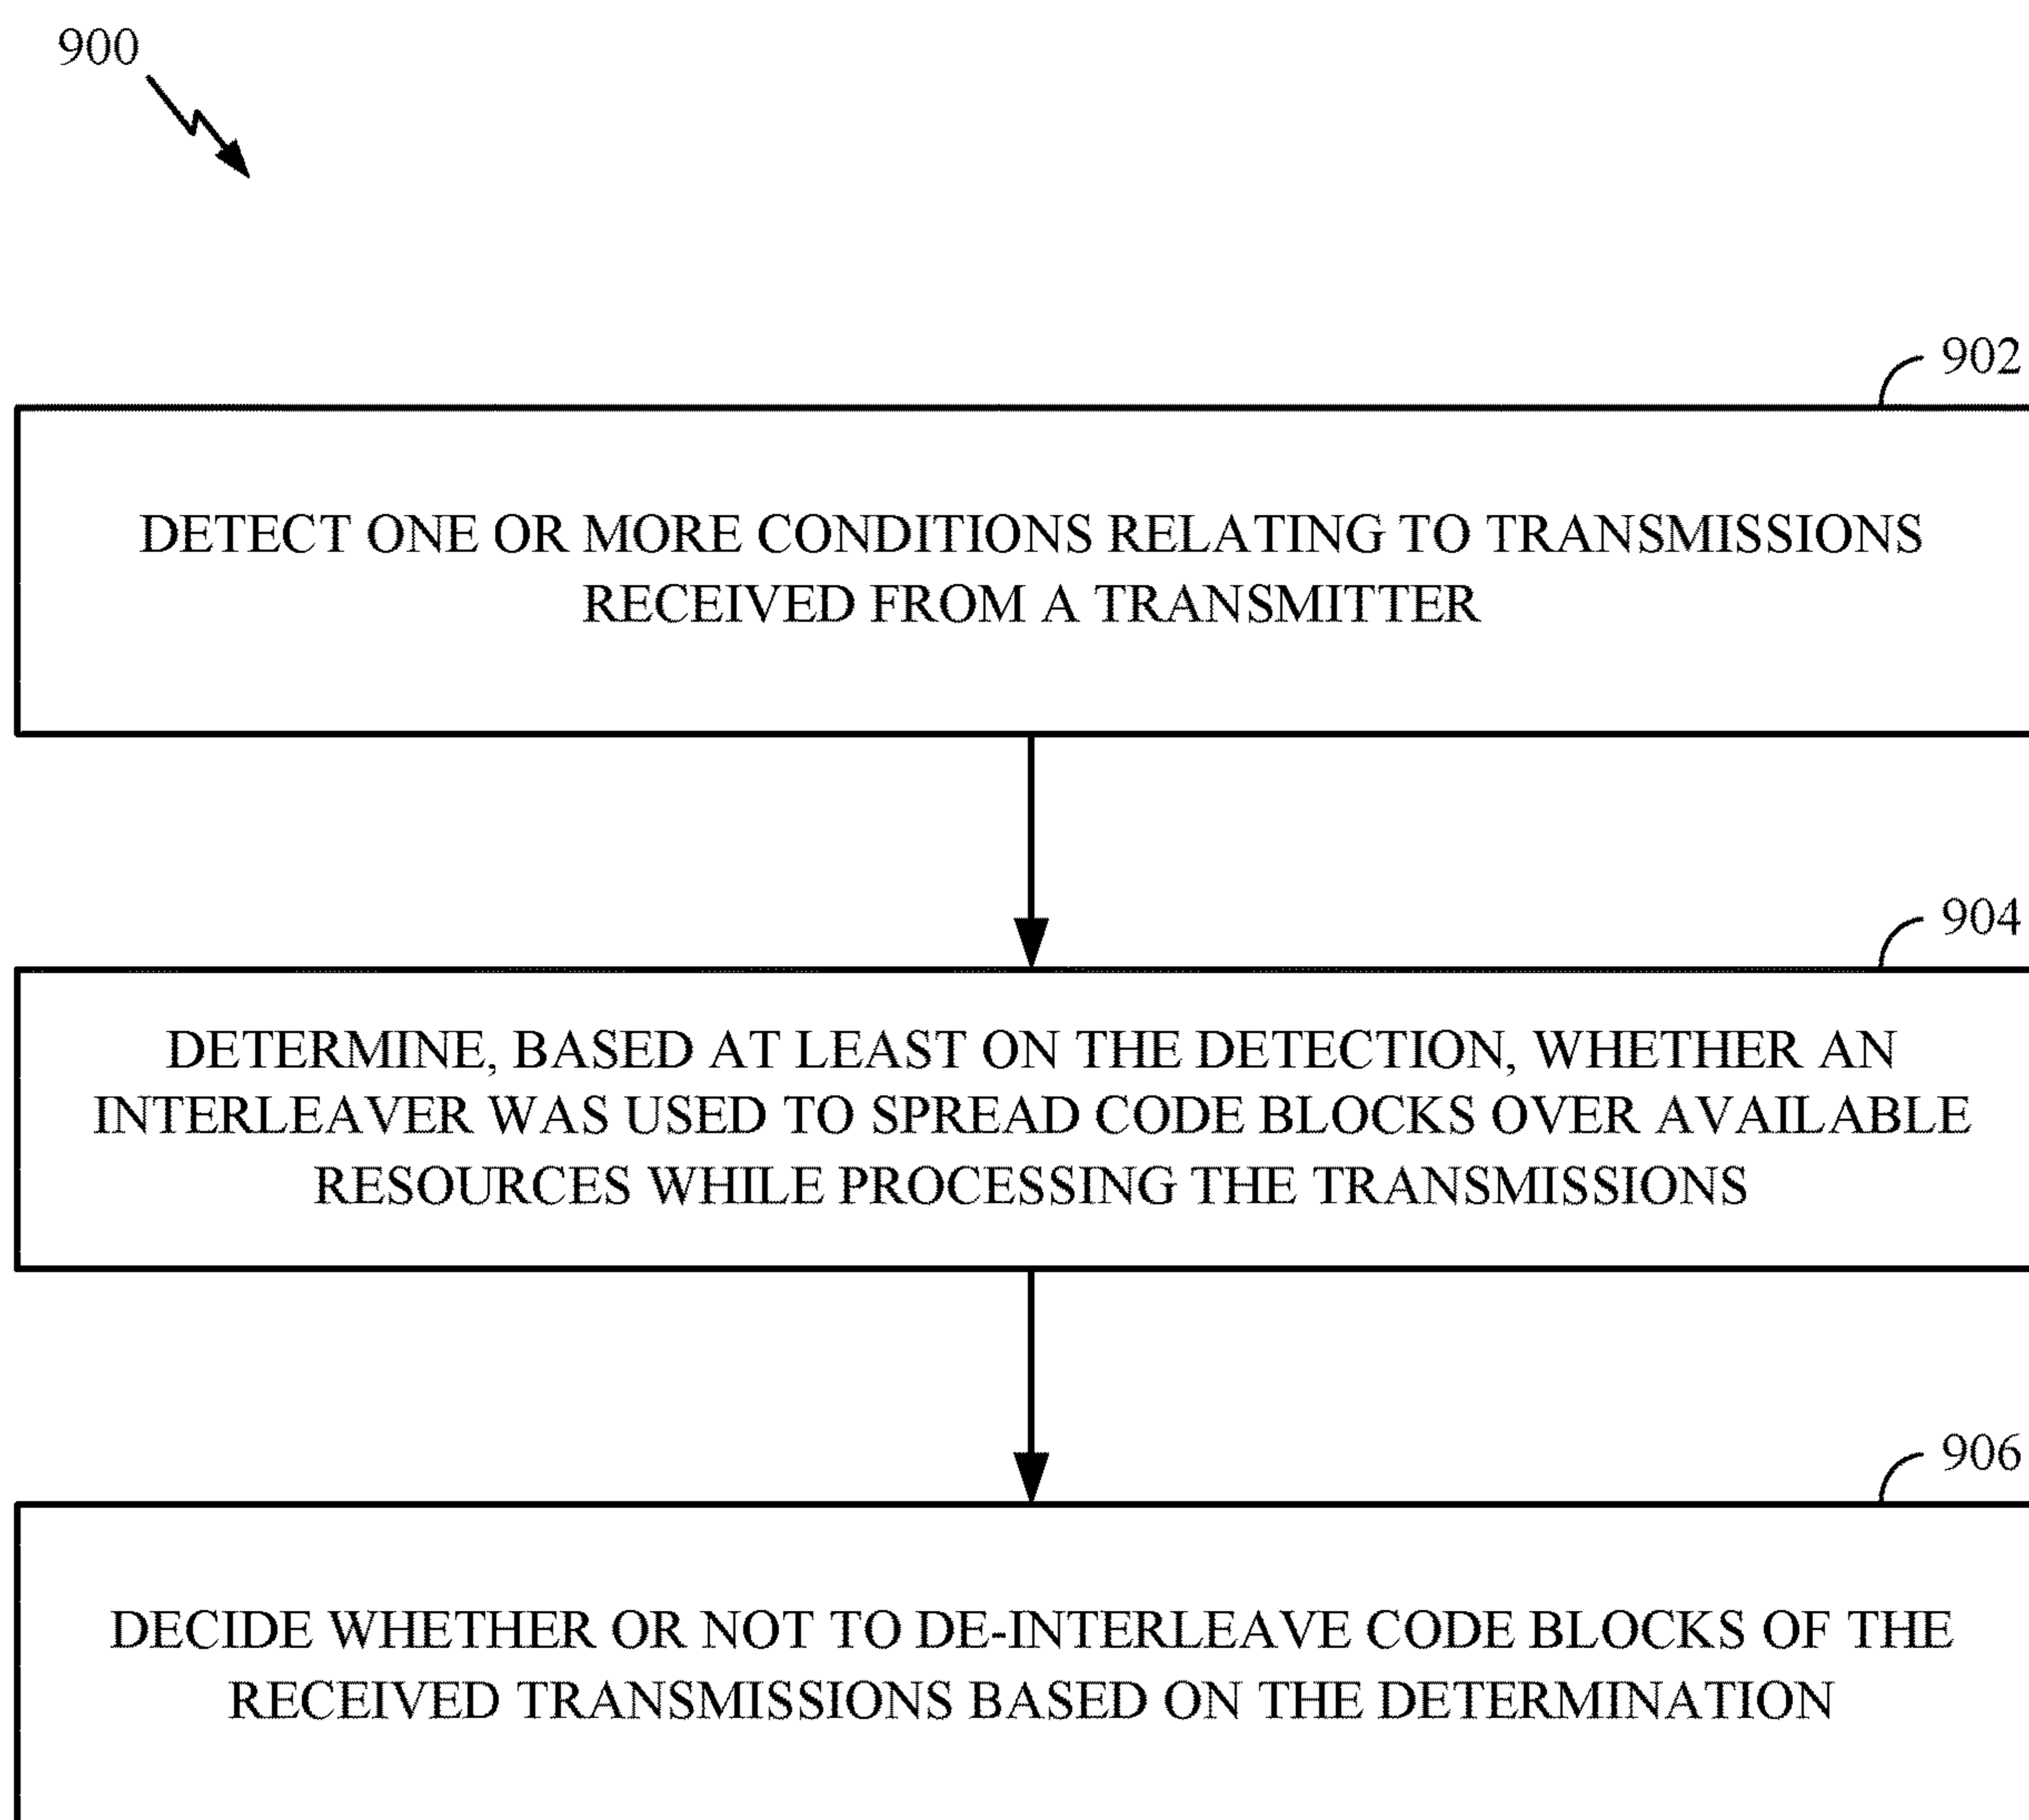 900
902
DETECT ONE OR MORE CONDITIONS RELATING TO TRANSMISSIONS
RECEIVED FROM A TRANSMITTER
904
DETERMINE, BASED AT LEAST ON THE DETECTION, WHETHER AN
INTERLEAVER WAS USED TO SPREAD CODE BLOCKS OVER AVAILABLE
RESOURCES WHILE PROCESSING THE TRANSMISSIONS
906
DECIDE WHETHER OR NOT TO DE-INTERLEAVE CODE BLOCKS OF THE
RECEIVED TRANSMISSIONS BASED ON THE DETERMINATION